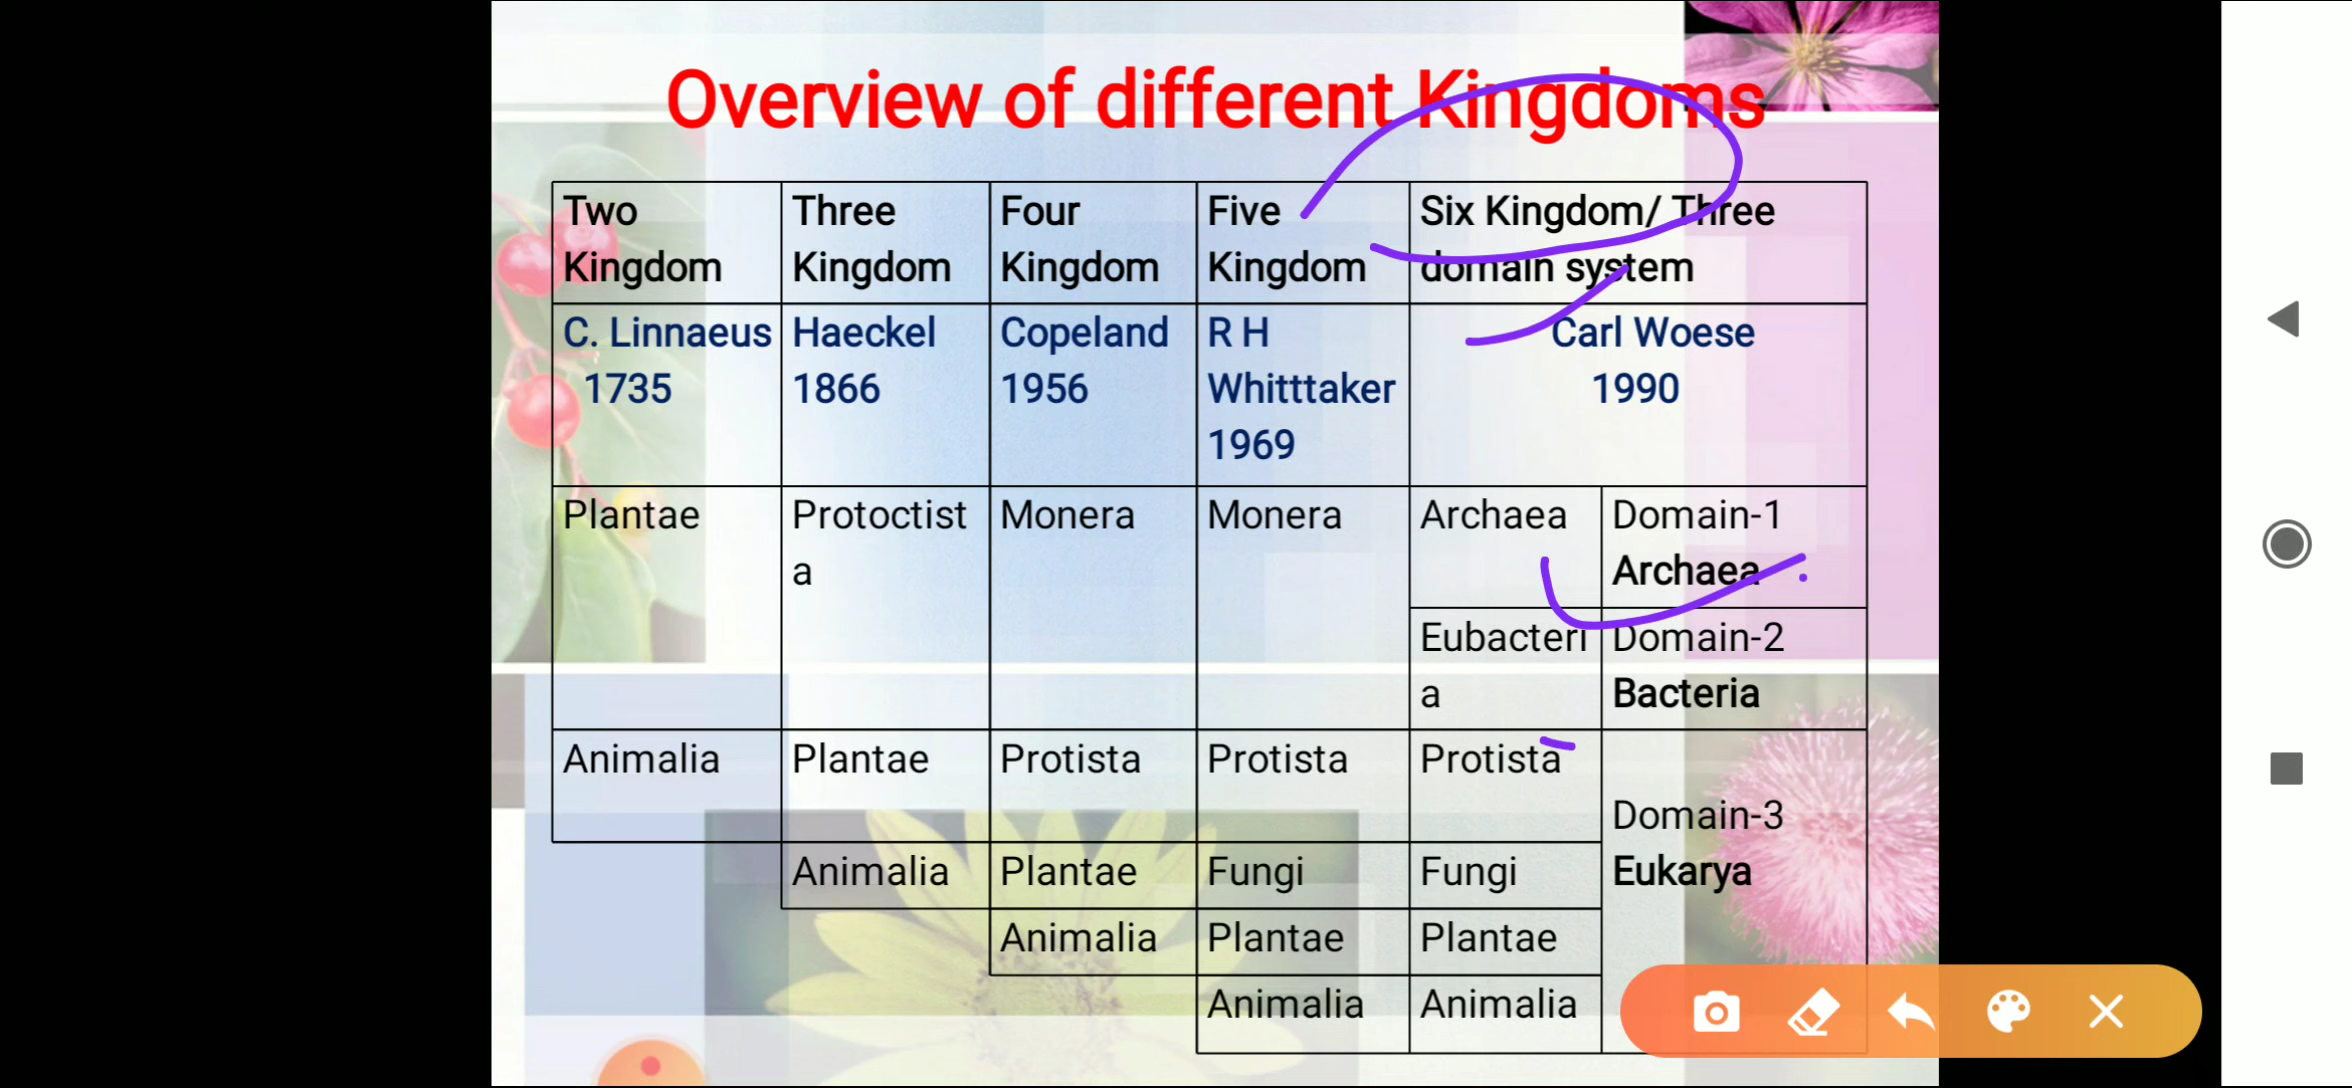 Overview of different Kingdoms
Two Kingdom
Three Kingdom
Four Kingdom
Five Kingdom
Six Kingdom/ Three domain system
C. Linnaeus 1735
Haeckel 1866
Copeland 1956
R H Whitttaker 1969
Carl Woese 1990
Plantae
Protoctist
a
Monera
Monera
Archaea
Domain-1
Archaea
Eubacteri
a
Domain-2
Bacteria
Animalia
Plantae
Protista
Protista
Protista
Domain-3
Eukarya
Animalia
Plantae
Fungi
Fungi
Animalia
Plantae
Plantae
Animalia
Animalia